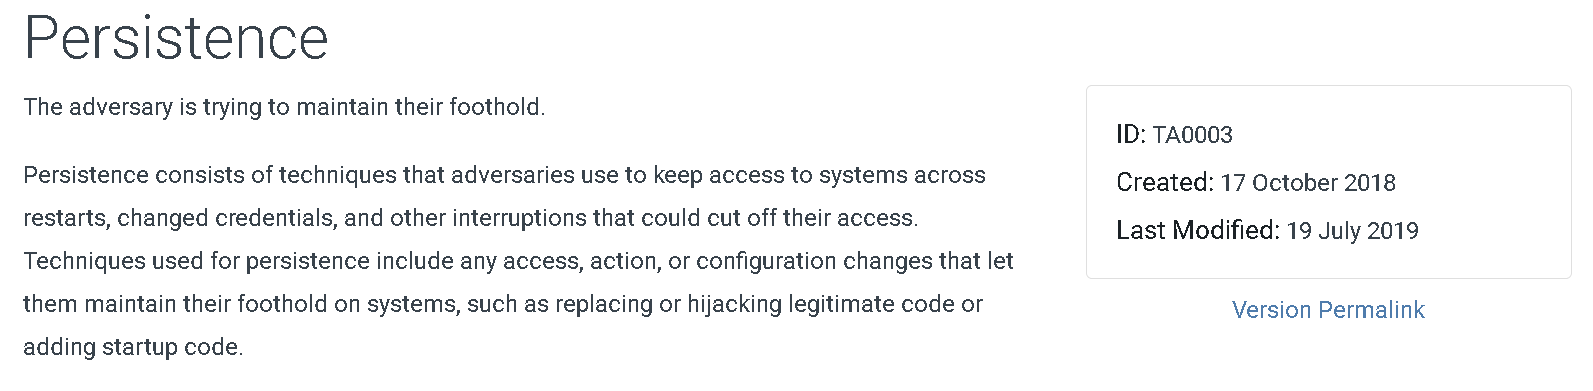 Persistence
The adversary is trying to maintain their foothold.
Persistence consists of techniques that adversaries use to keep access to systems across
restarts, changed credentials, and other interruptions that could cut off their access.
Techniques used for persistence include any access, action, or configuration changes that let
them maintain their foothold on systems, such as replacing or hijacking legitimate code or
adding startup code.
ID: TA0003
Created: 17 October 2018
Last Modified: 19 July 2019
Version Permalink